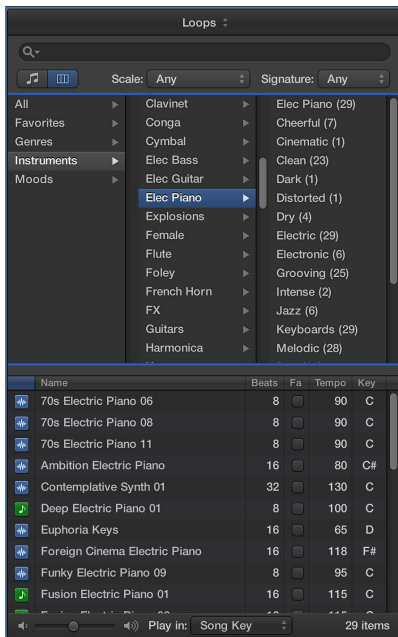 Loops
Scale: Any Signature: Any
All
Favorites
Genres
Instruments
Moods
Clavinet
Conga
Cymbal
Elec Bass
Elec Guitar
Elec Piano
Explosions
Female
Flute
Foley
French Horn
FX
Guitars
Harmonica
Elec Piano (29)
Cheerful (7)
Cinematic (1)
Clean (23)
Dark (1)
Distorted (1)
Dry (4)
Electric (29)
Electronic (6)
Grooving (25)
Intense (2)
Jazz (6)
Keyboards (29)
Melodic (28)
Name Beats Fa Tempo Key
70s Electric Piano 06 8 90 C
70s Electric Piano 08 8 90 C
70s Electric Piano 11 8 90 C
Ambition Electric Piano 16 80 C#
Contemplative Synth 01 32 130 C
Deep Electric Piano 01 8 100 C
Euphoria Keys 16 65 D
Foreign Cinema Electric Piano 16 118 F#
Funky Electric Piano 09 8 95 C
Fusion Electric Piano 01 16 115 C
Play in: Song Key 29 items